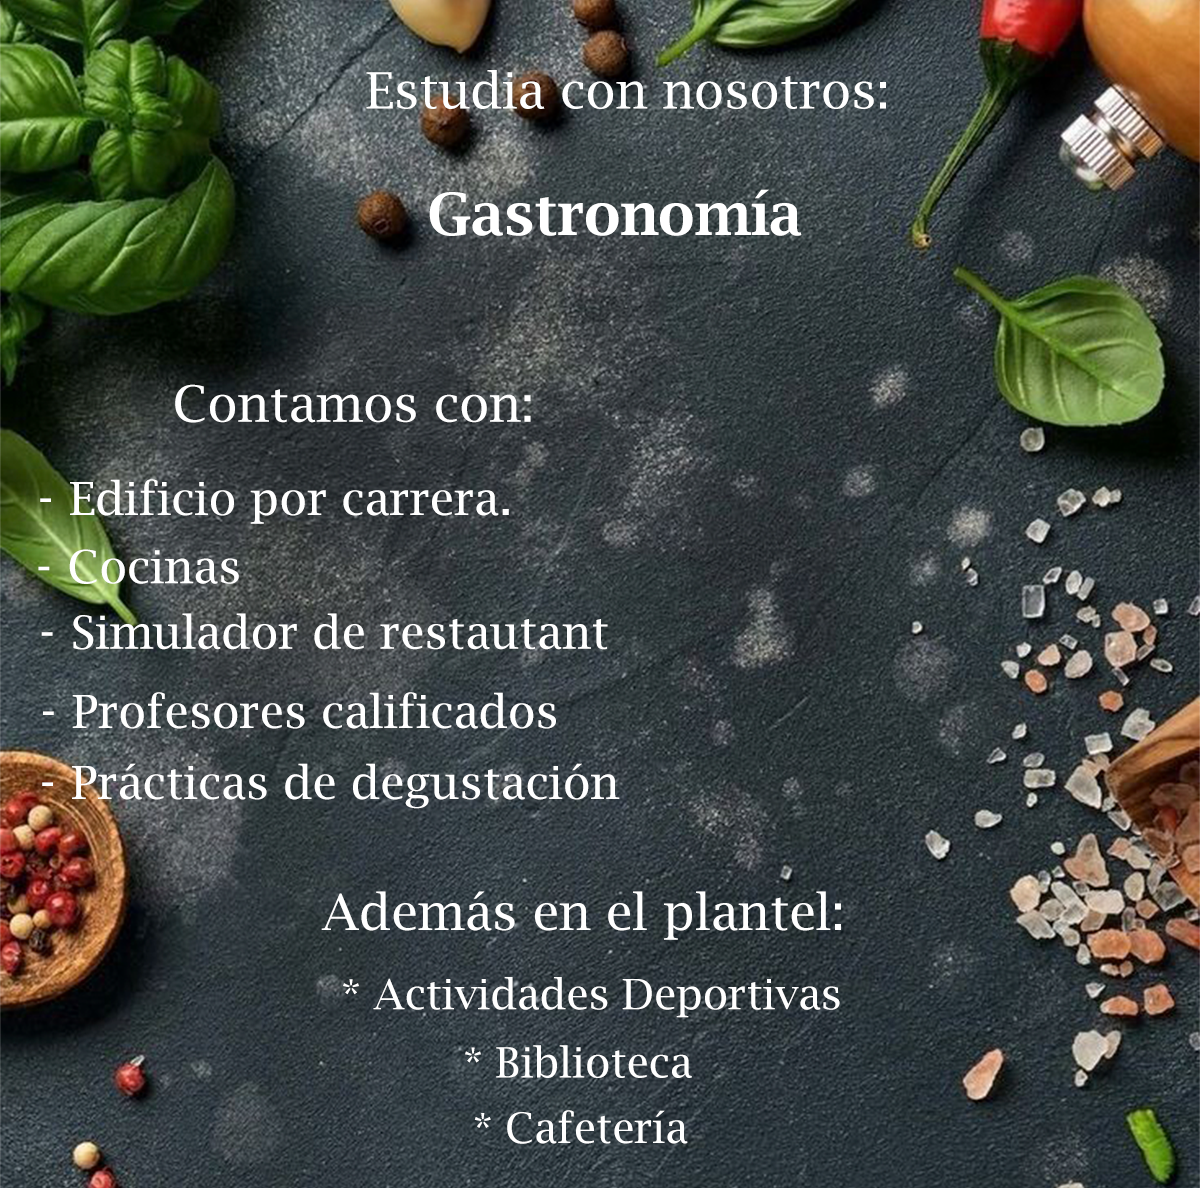 Estudia con nosotros:
Gastronomía
Contamos con:
- Edificio por carrera.
- Cocinas
- Simulador de restautant
- Profesores calificados
- Prácticas de degustación
Además en el plantel:
* Actividades Deportivas
* Biblioteca
* Cafetería